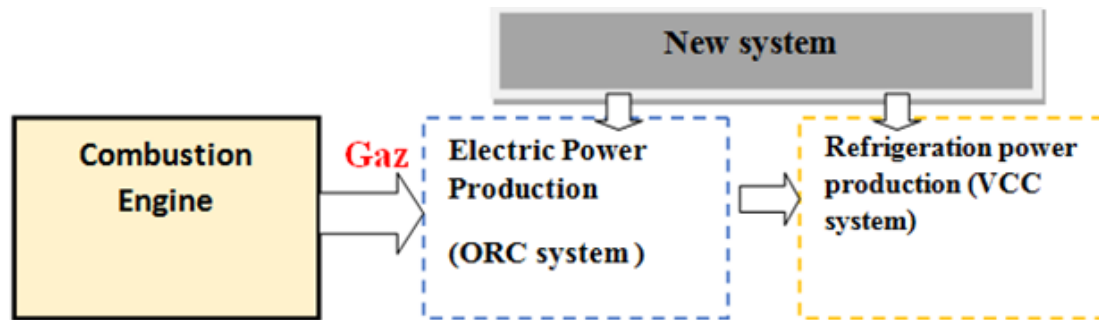 New system
Combustion
Engine
Gaz
Electric Power
Production
(ORC system )
Refrigeration power
production (VCC
system)